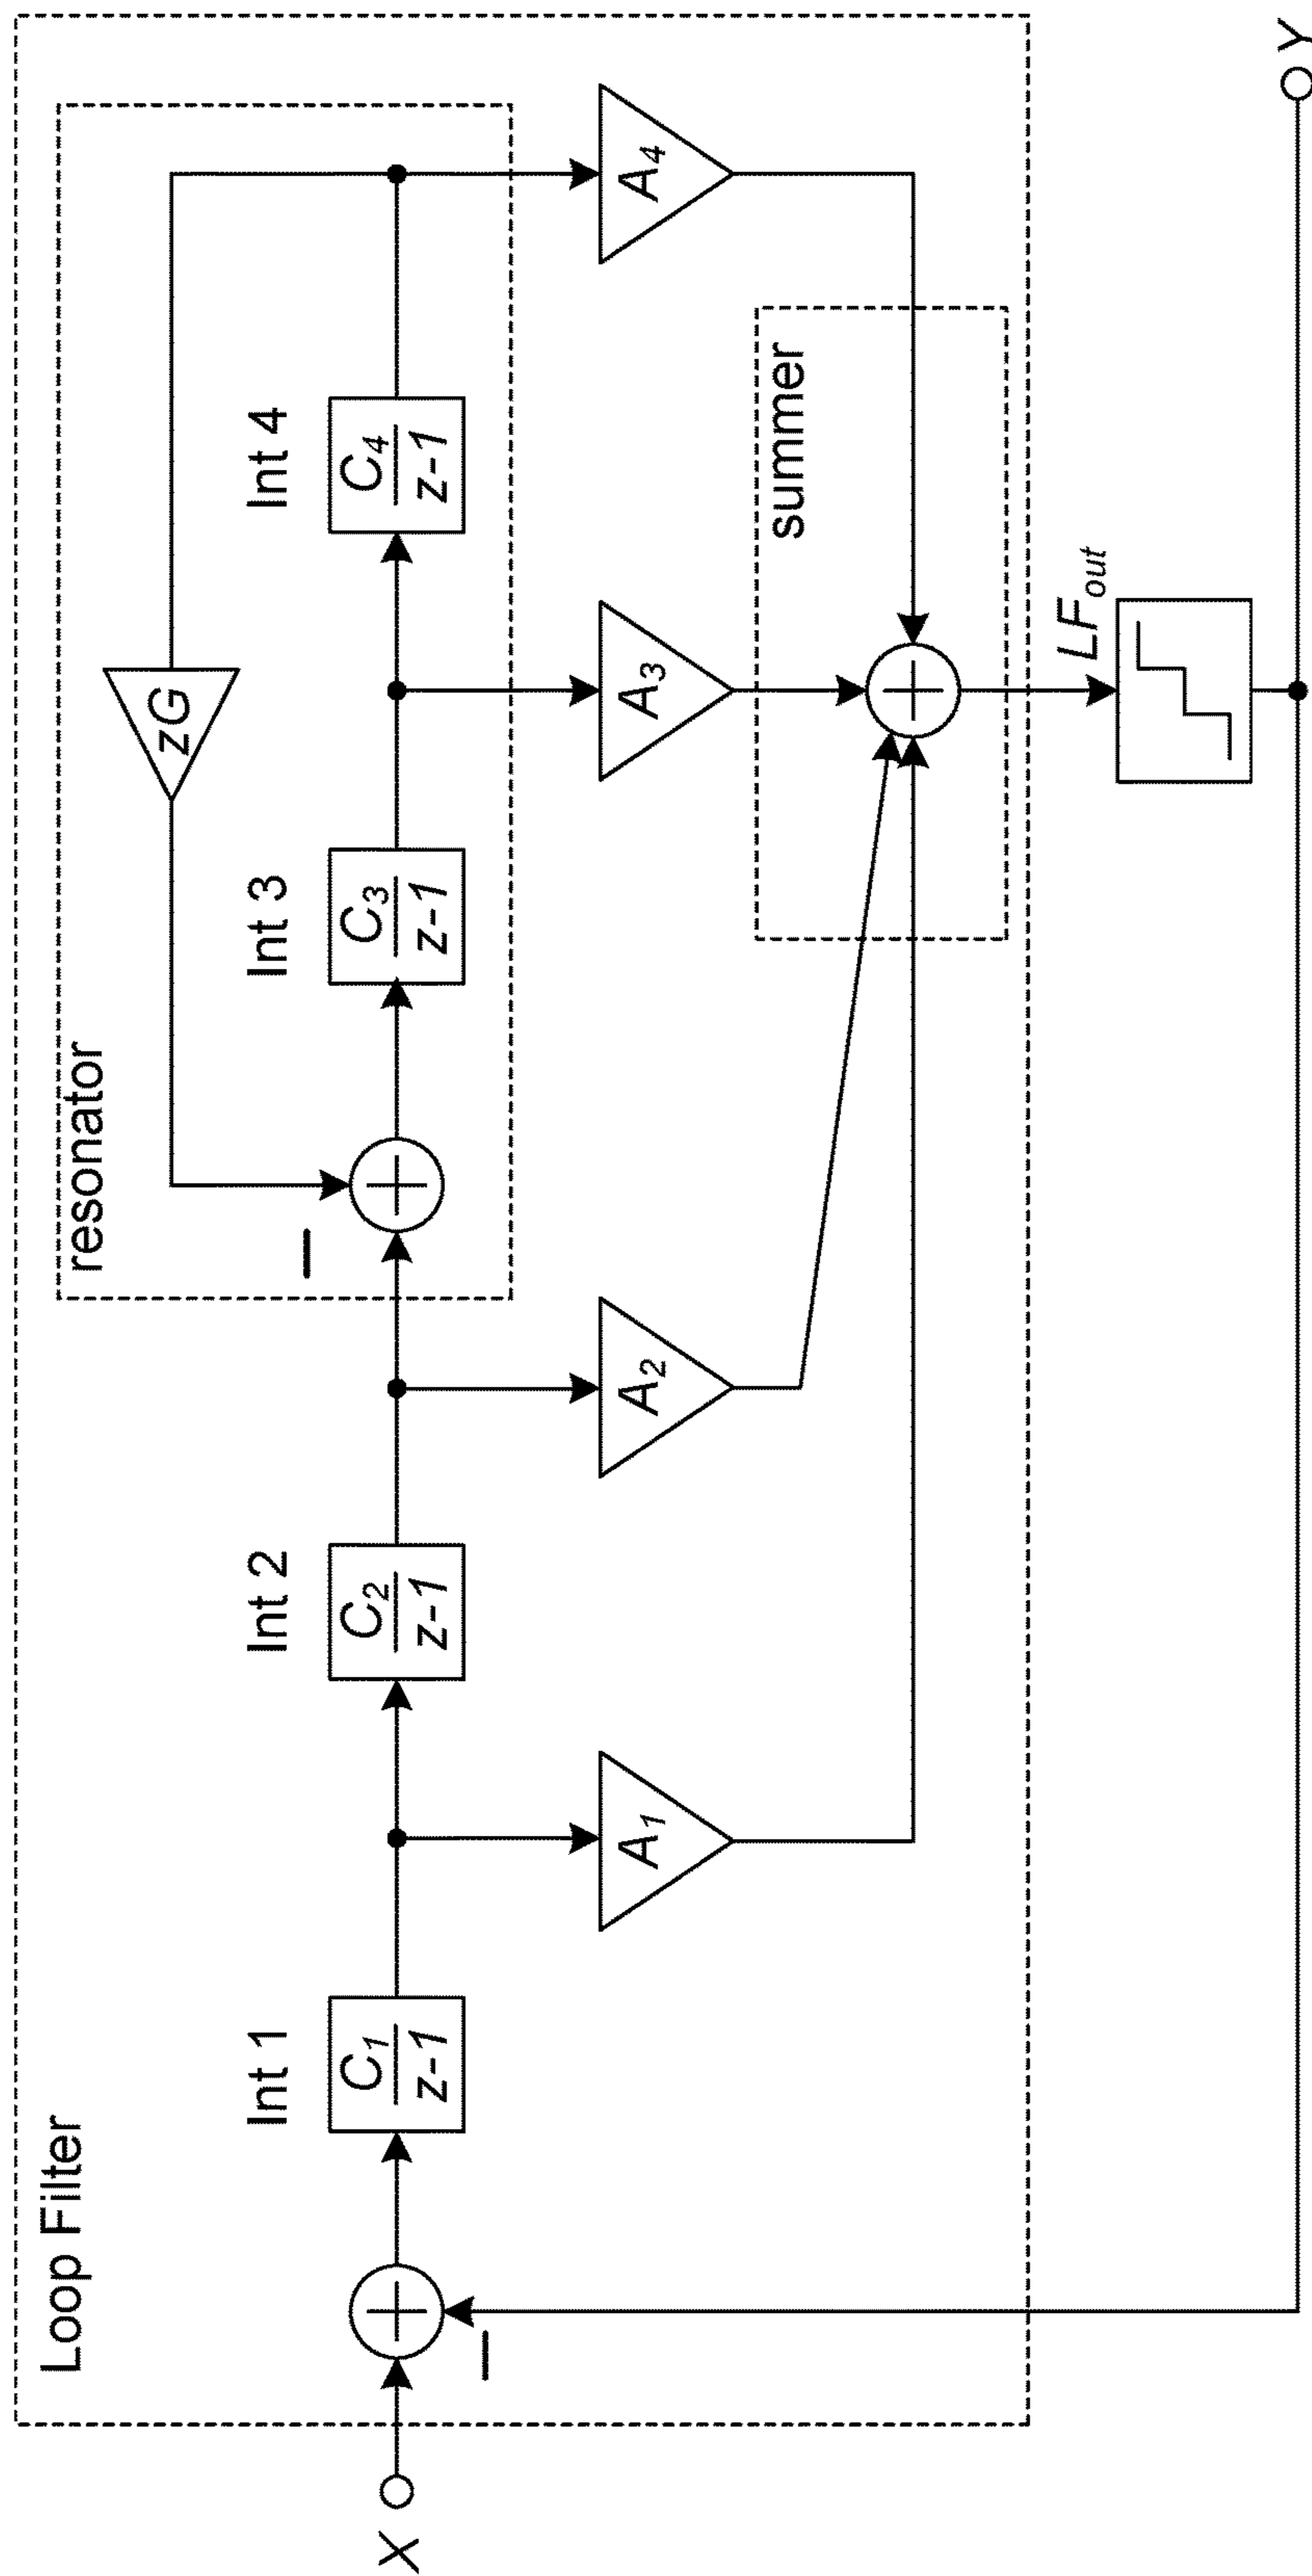 Loop Filter
resonator
zG
Int 1
Int 2
Int 3
Int 4
X
C₁
z-1
C₂
z-1
C₃
z-1
C₄
z-1
A₁
A₂
A₃
A₄
summer
LFout
Y